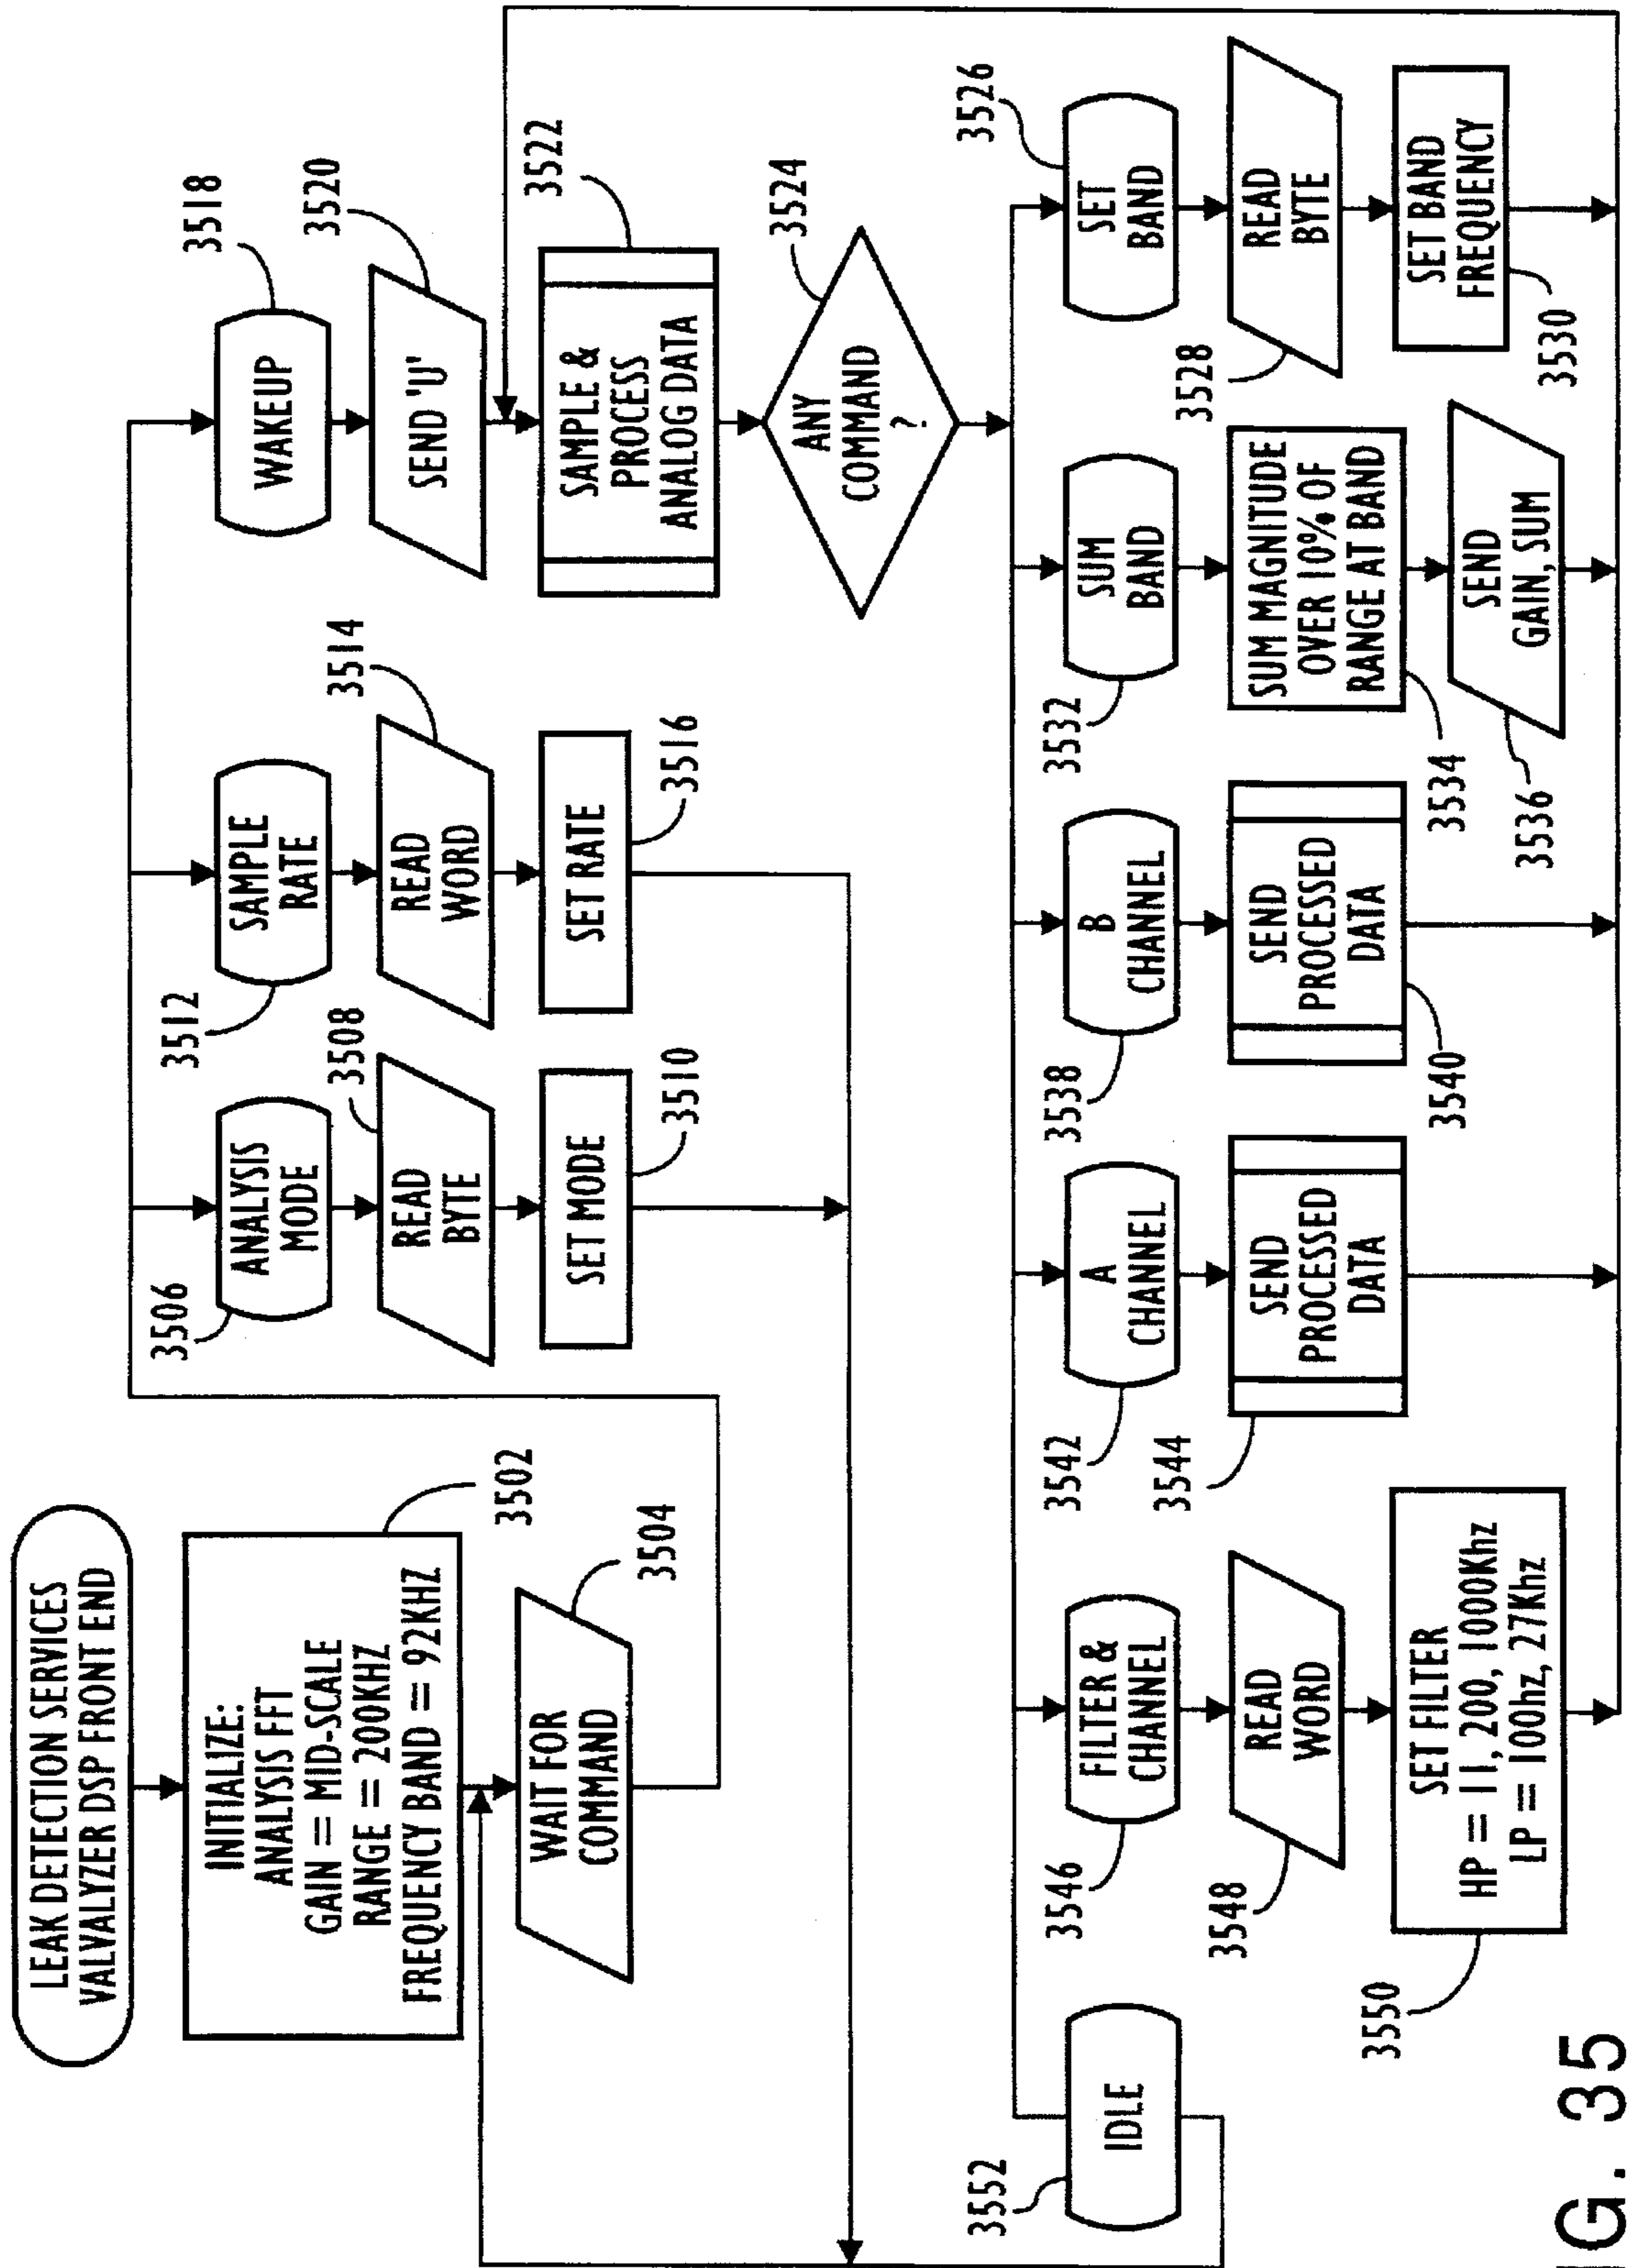 LEAK DETECTION SERVICES
VALVALYZER DSP FRONT END
INITIALIZE:
ANALYSIS FFT
GAIN = MID-SCALE
RANGE = 200KHZ
FREQUENCY BAND = 92KHZ
3502
WAIT FOR
COMMAND
3504
3506
ANALYSIS
MODE
3508
READ
BYTE
SET MODE
3510
3512
SAMPLE
RATE
3514
READ
WORD
SET RATE
3516
WAKEUP
3518
SEND 'U'
3520
SAMPLE &
PROCESS
ANALOG DATA
3522
ANY
COMMAND
?
3524
3552
IDLE
FILTER &
CHANNEL
3546
READ
WORD
3548
SET FILTER
HP = 11, 200, 1000Khz
LP = 100hz, 27Khz
3550
A
CHANNEL
3542
SEND
PROCESSED
DATA
3544
B
CHANNEL
3538
SEND
PROCESSED
DATA
3540
SUM
BAND
3532
SUM MAGNITUDE
OVER 10% OF
RANGE AT BAND
3534
SEND
GAIN, SUM
3536
SET
BAND
3526
READ
BYTE
3528
SET BAND
FREQUENCY
3530
G. 35